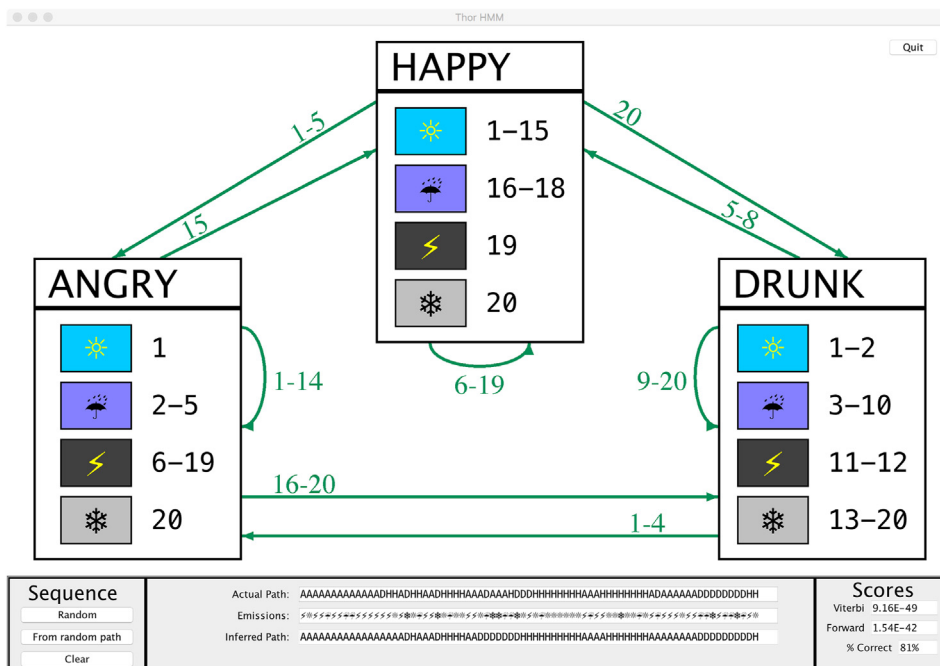 Thor HMM
Quit
HAPPY
1-15
16-18
19
20
1-5
15
20
5-8
6-19
ANGRY
1
2-5
6-19
20
1-14
DRUNK
1-2
3-10
11-12
13-20
9-20
16-20
1-4
Sequence
Random
From random path
Clear
Actual Path:
Emissions:
Inferred Path:
Scores
Viterbi 9.16E-49
Forward 1.54E-42
% Correct 81%